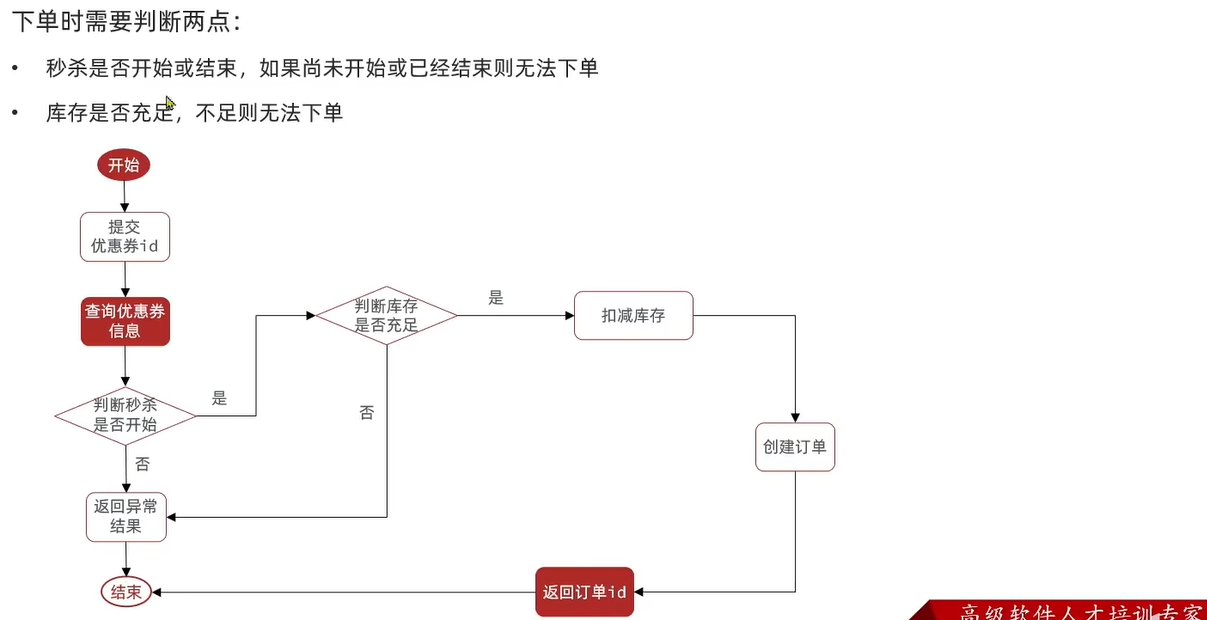 下单时需要判断两点：
• 秒杀是否开始或结束，如果尚未开始或已经结束则无法下单
• 库存是否充足，不足则无法下单
开始
提交
优惠券id
查询优惠券
信息
判断秒杀
是否开始
是
否
判断库存
是否充足
是
否
扣减库存
创建订单
返回异常
结果
返回订单id
结束
高级软件人才培训专家